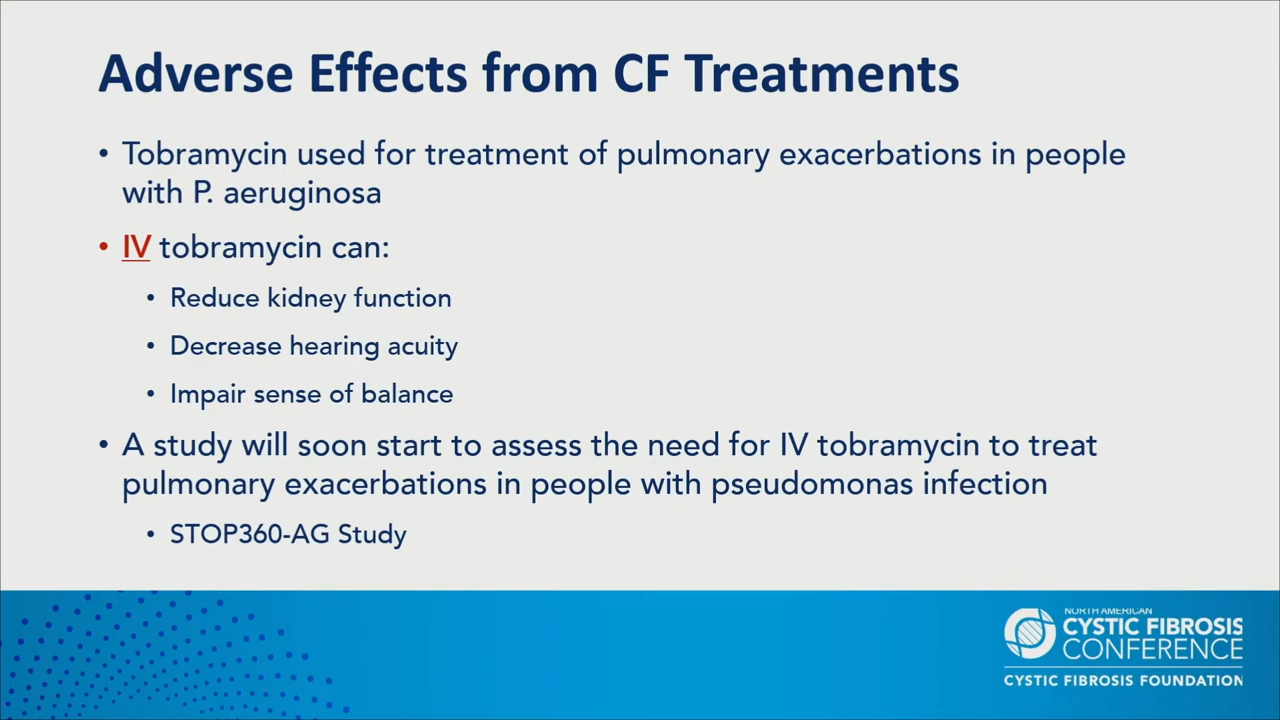 Adverse Effects from CF Treatments
• Tobramycin used for treatment of pulmonary exacerbations in people
with P. aeruginosa
• IV tobramycin can:
• Reduce kidney function
• Decrease hearing acuity
• Impair sense of balance
• A study will soon start to assess the need for IV tobramycin to treat
pulmonary exacerbations in people with pseudomonas infection
• STOP360-AG Study
NORTH AMERICAN
CYSTIC FIBROSIS
CONFERENCE
CYSTIC FIBROSIS FOUNDATION